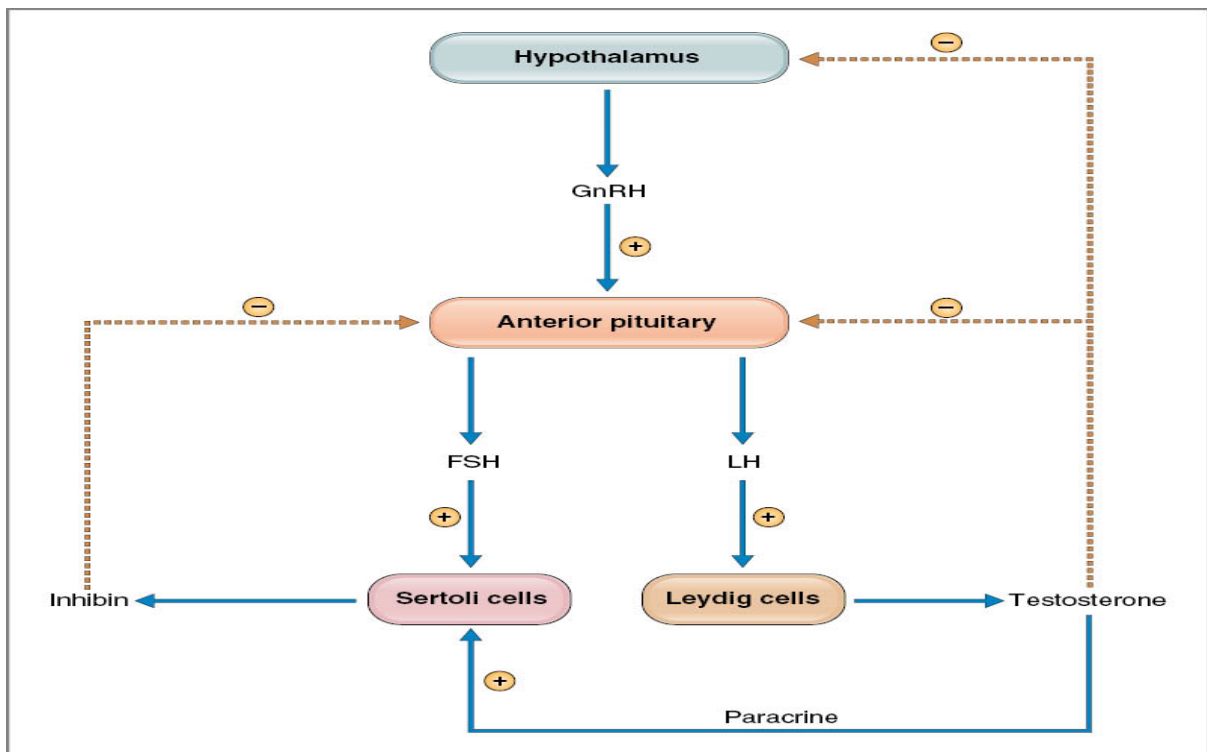 Hypothalamus
−
GnRH
+
−
Anterior pituitary
−
FSH
LH
+
+
Inhibin
Sertoli cells
Leydig cells
Testosterone
+
Paracrine